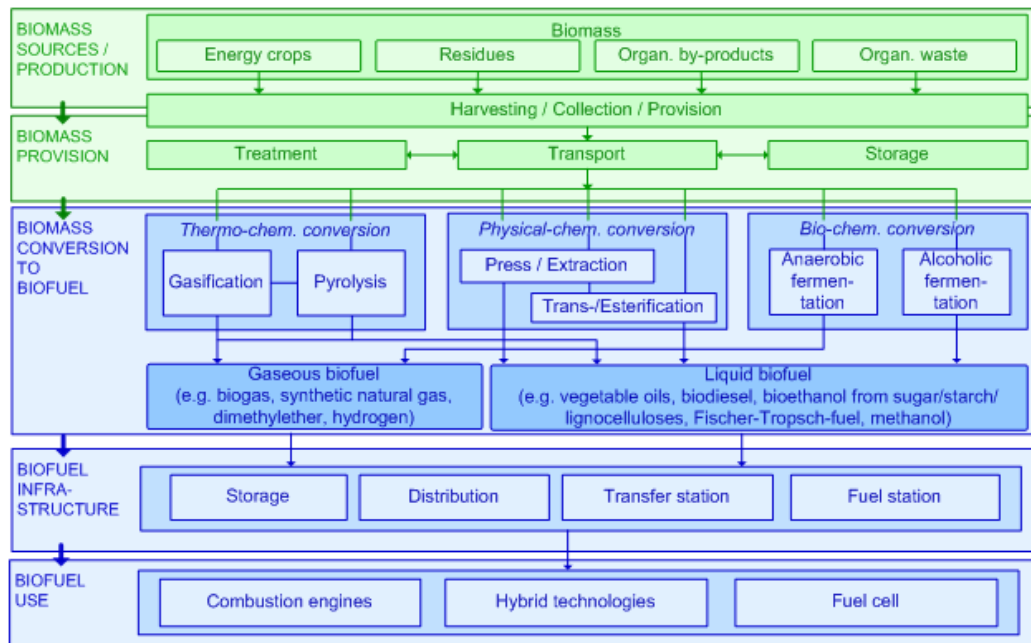 BIOMASS
SOURCES /
PRODUCTION
Biomass
Energy crops
Residues
Organ. by-products
Organ. waste
Harvesting / Collection / Provision
BIOMASS
PROVISION
Treatment
Transport
Storage
BIOMASS
CONVERSION
TO
BIOFUEL
Thermo-chem. conversion
Gasification
Pyrolysis
Physical-chem. conversion
Press / Extraction
Trans-/Esterification
Bio-chem. conversion
Anaerobic
fermen-
tation
Alcoholic
fermen-
tation
Gaseous biofuel
(e.g. biogas, synthetic natural gas,
dimethylether, hydrogen)
Liquid biofuel
(e.g. vegetable oils, biodiesel, bioethanol from sugar/starch/
lignocelluloses, Fischer-Tropsch-fuel, methanol)
BIOFUEL
INFRA-
STRUCTURE
Storage
Distribution
Transfer station
Fuel station
BIOFUEL
USE
Combustion engines
Hybrid technologies
Fuel cell